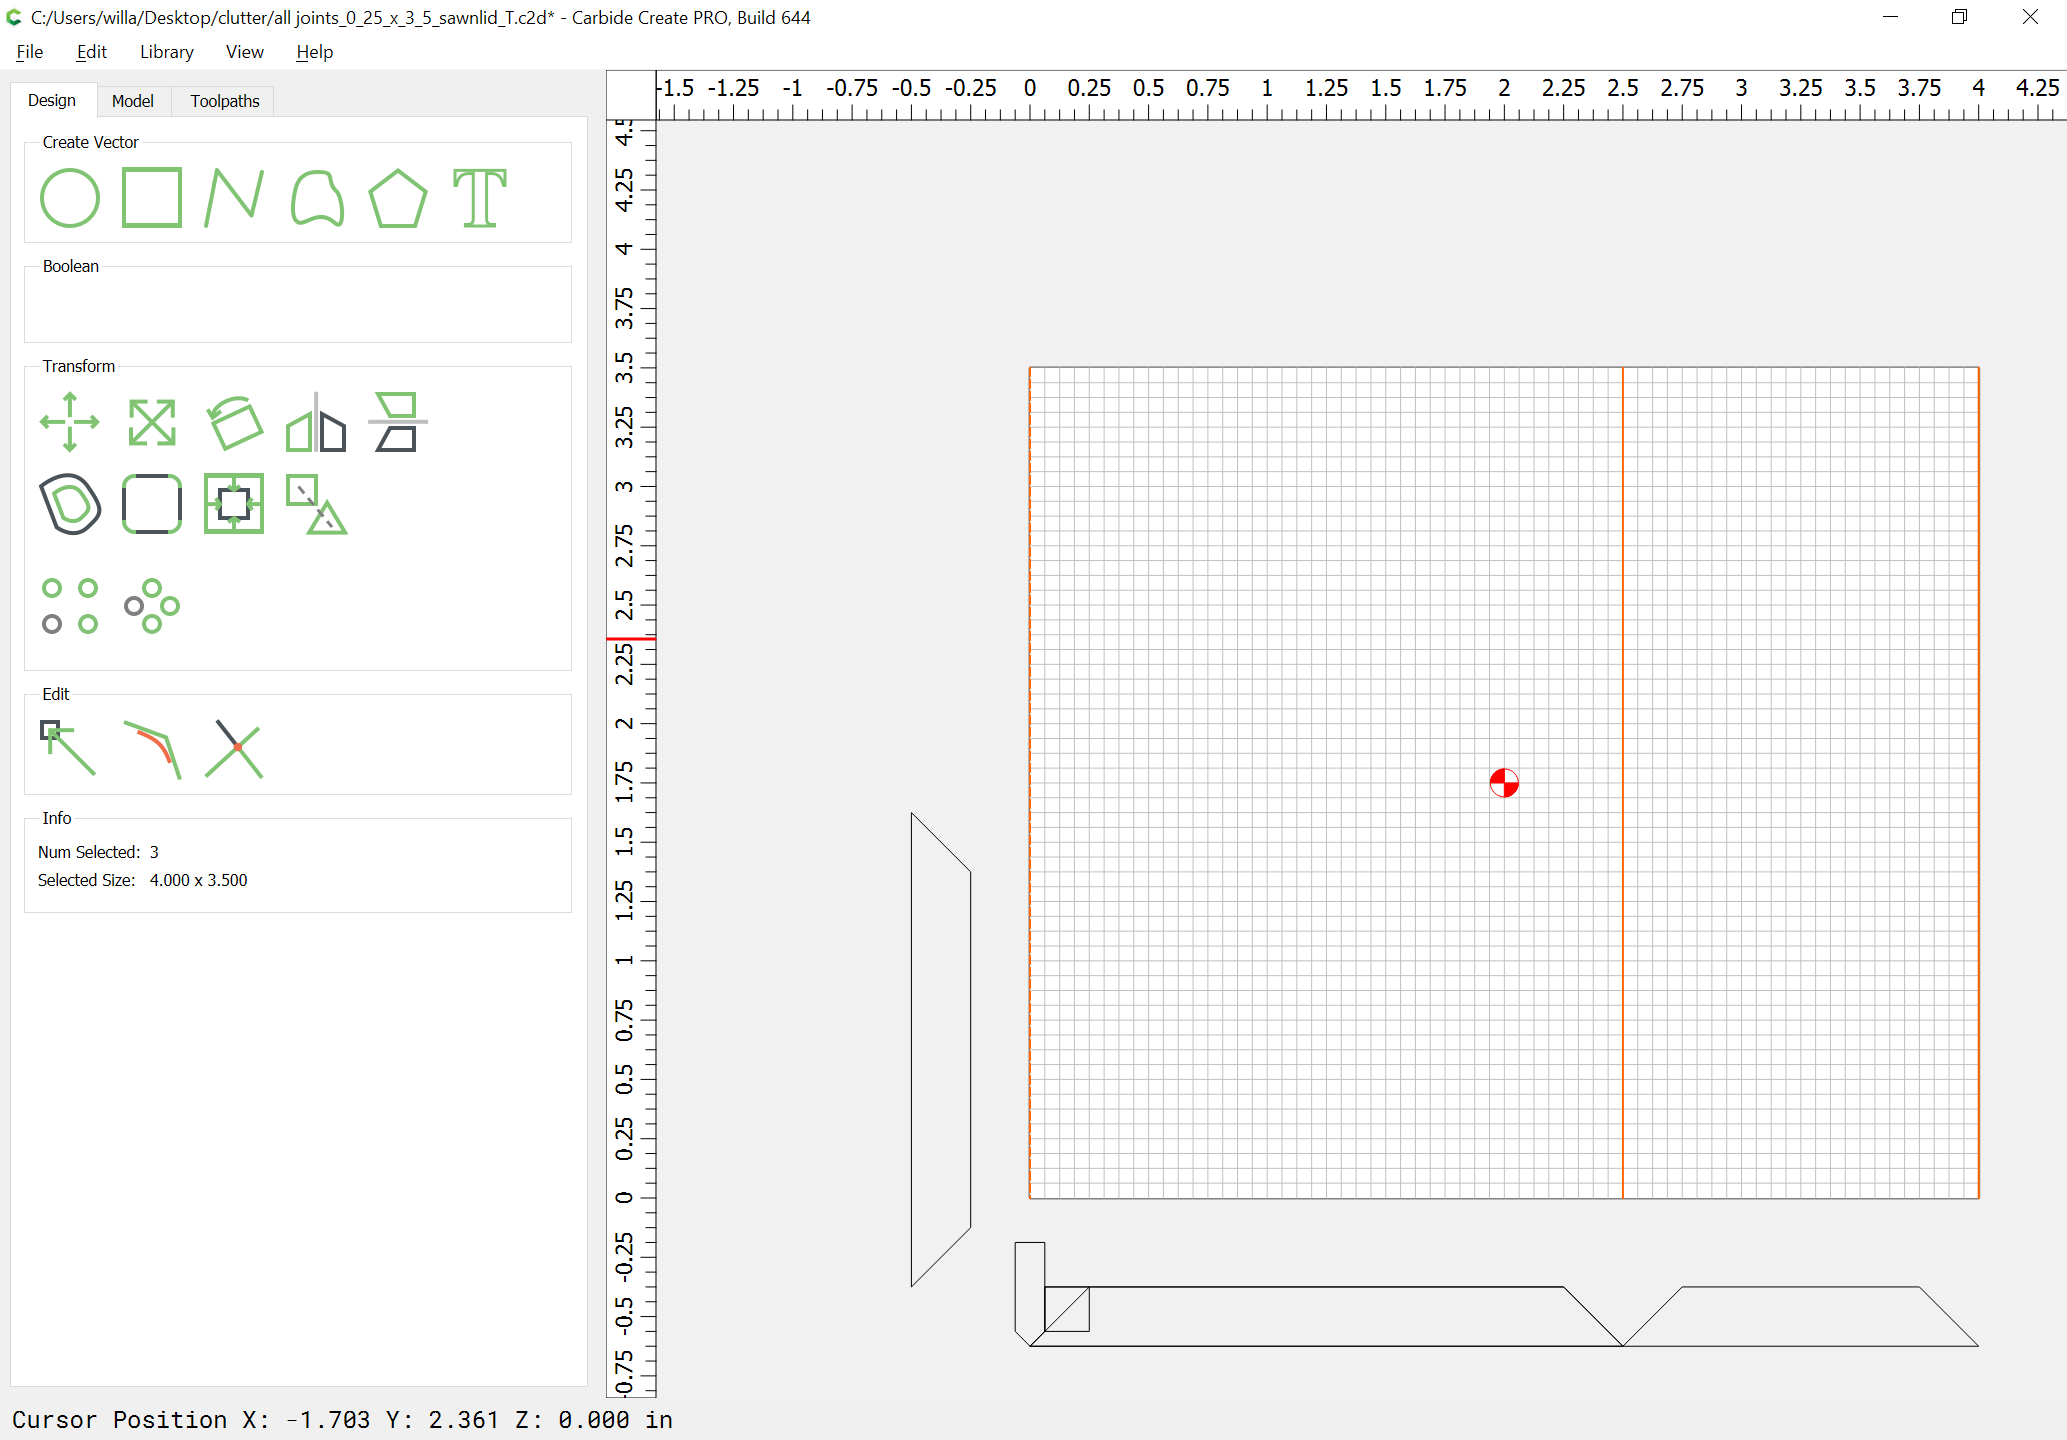 C:/Users/willa/Desktop/clutter/all joints_0_25_x_3_5_sawnlid_T.c2d* - Carbide Create PRO, Build 644
File Edit Library View Help
Design Model Toolpaths
-1.5 -1.25 -1 -0.75 -0.5 -0.25 0 0.25 0.5 0.75 1 1.25 1.5 1.75 2 2.25 2.5 2.75 3 3.25 3.5 3.75 4 4.25
Create Vector
T
Boolean
Transform
Edit
Info
Num Selected: 3
Selected Size: 4.000 x 3.500
4.5
4.25
4
3.75
3.5
3.25
3
2.75
2.5
2.25
2
1.75
1.5
1.25
1
0.75
0.5
0.25
0
-0.25
-0.5
-0.75
Cursor Position X: -1.703 Y: 2.361 Z: 0.000 in